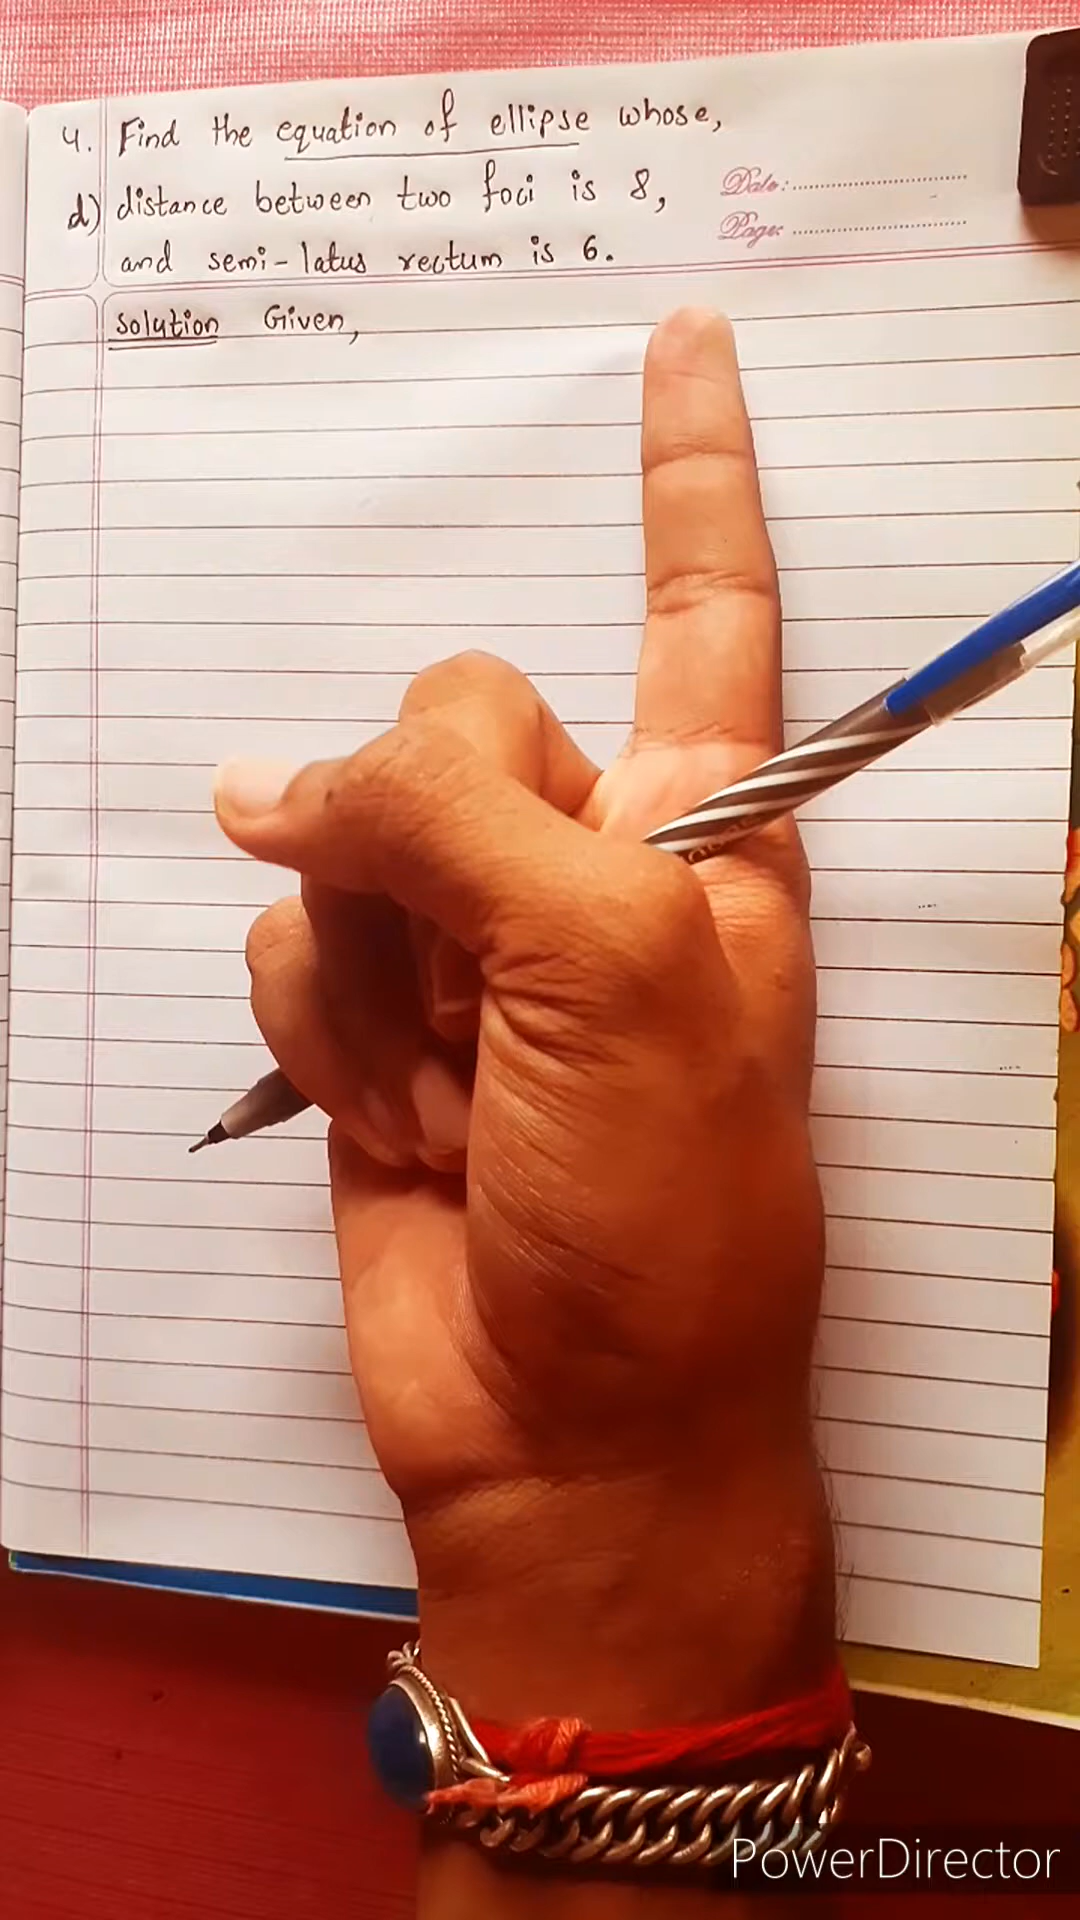 4. Find the equation of ellipse whose,
d) distance between two foci is 8,
and semi-latus rectum is 6.
Date:
Page:
Solution Given,
PowerDirector